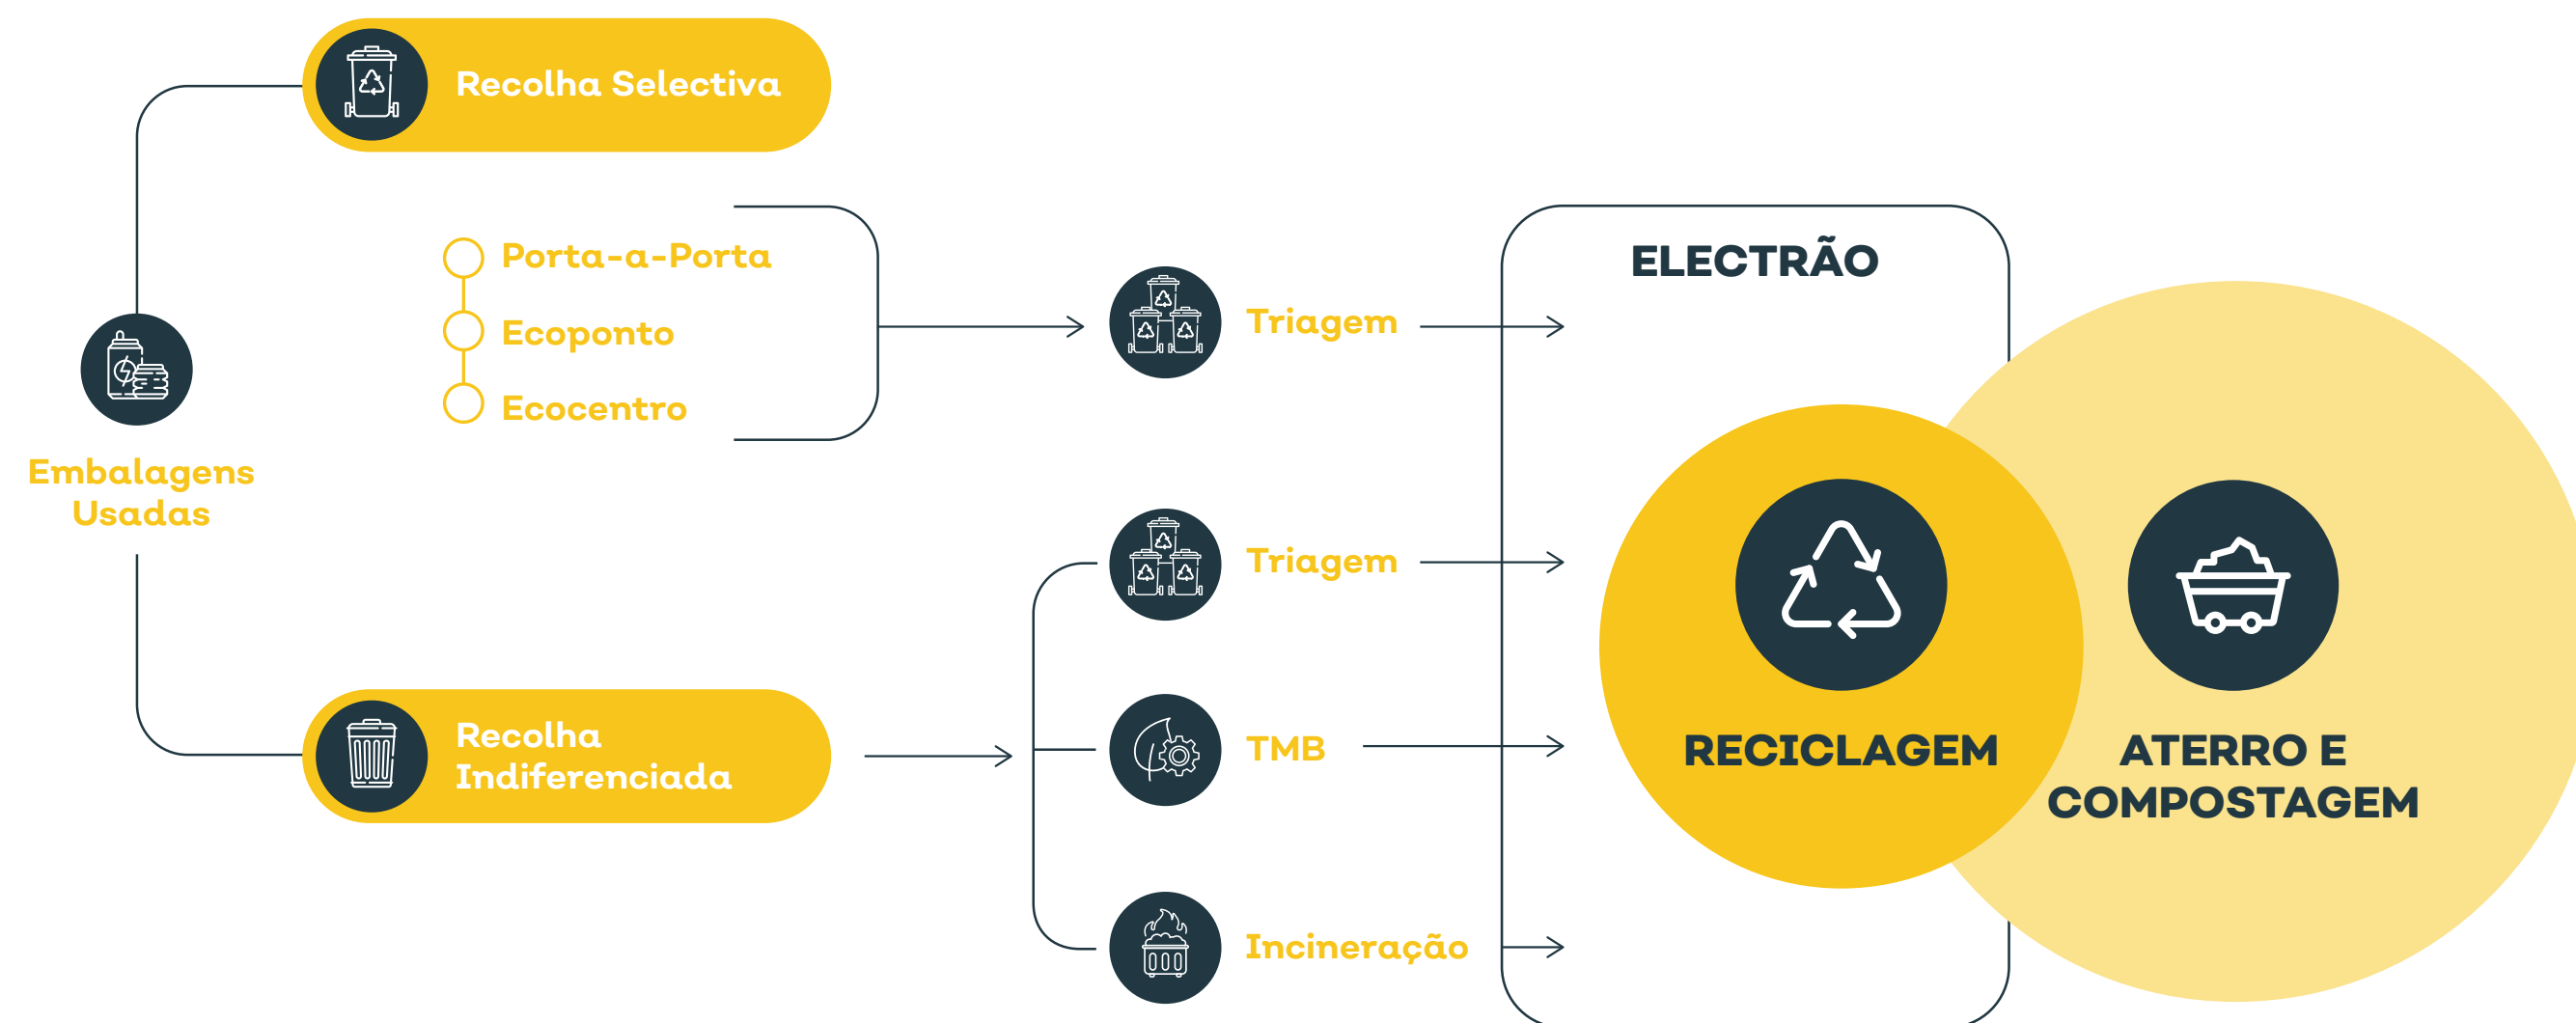 Recolha Selectiva
Porta-a-Porta
Ecoponto
Ecocentro
Embalagens
Usadas
Recolha
Indiferenciada
Triagem
Triagem
TMB
Incineração
ELECTRÃO
RECICLAGEM
ATERRO E
COMPOSTAGEM